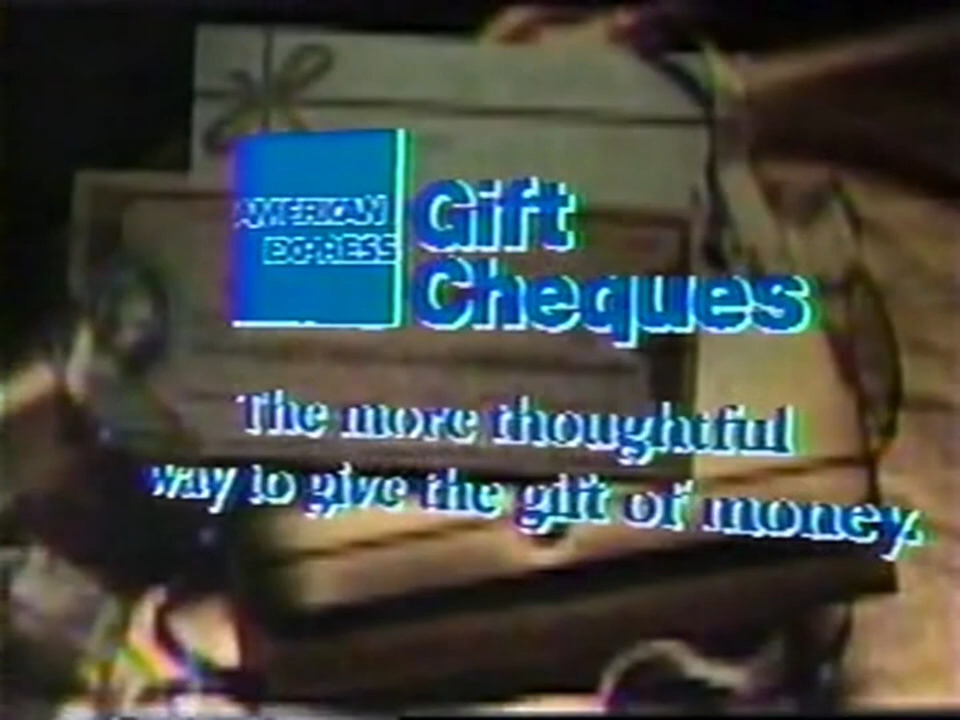 AMERICAN
EXPRESS
Gift
Cheques
The more thoughtful
way to give the gift of money.